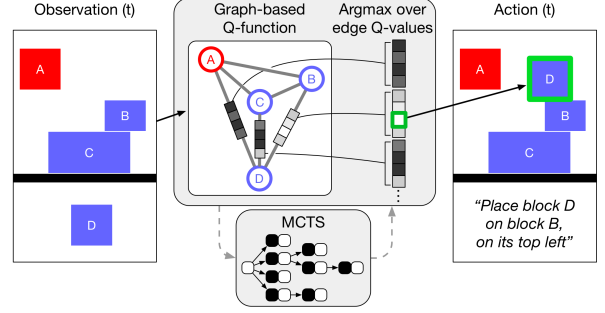 Observation (t)
Graph-based
Q-function
Argmax over
edge Q-values
Action (t)
A
B
C
D
A
B
C
D
MCTS
A
D
B
C
“Place block D
on block B,
on its top left”